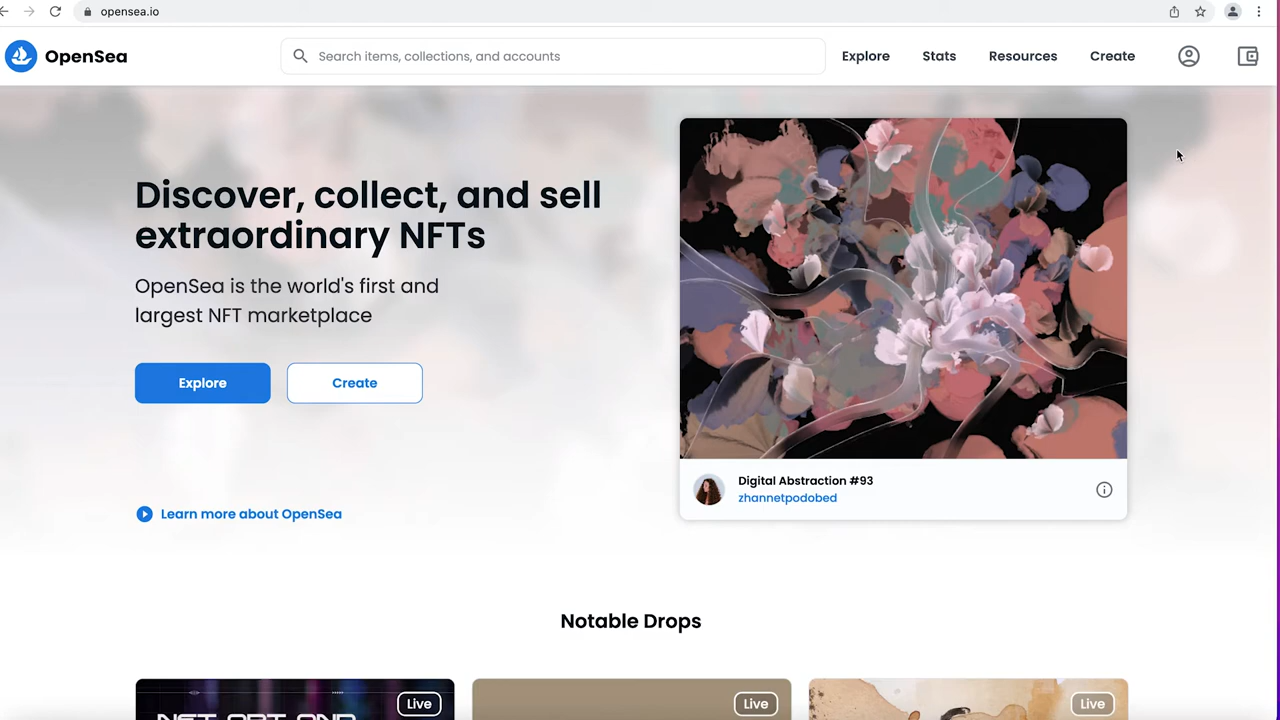 opensea.io
OpenSea
Search items, collections, and accounts
Explore
Stats
Resources
Create
Discover, collect, and sell
extraordinary NFTs
OpenSea is the world's first and
largest NFT marketplace
Explore
Create
Learn more about OpenSea
Digital Abstraction #93
zhannetpodobed
Notable Drops
Live
Live
Live